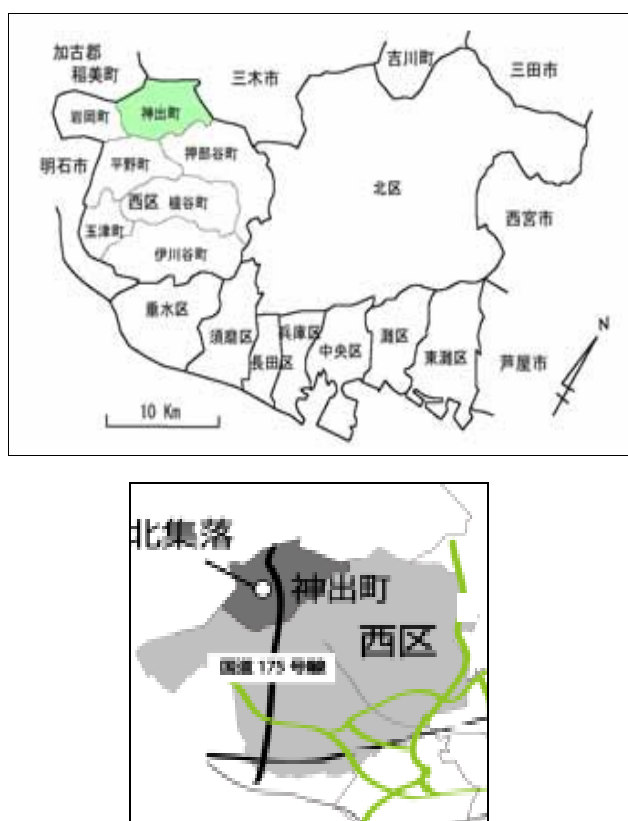 加古郡
稲美町
三木市
吉川町
三田市
岩岡町
神出町
明石市
平野町
押部谷町
北区
西区
櫨谷町
西宮市
玉津町
伊川谷町
垂水区
須磨区
長田区
兵庫区
中央区
灘区
東灘区
芦屋市
N
10 Km
北集落
神出町
西区
国道175号線